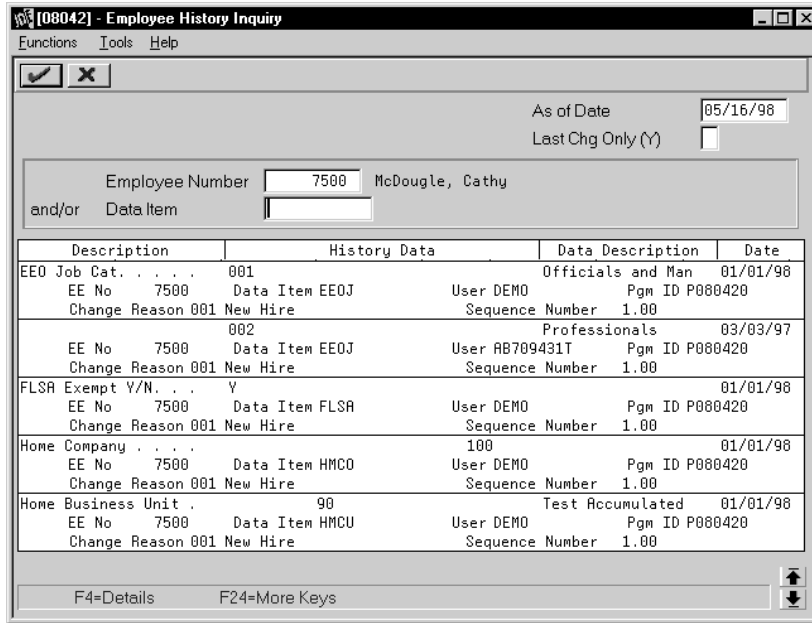 [08042] - Employee History Inquiry
Functions Tools Help
As of Date 05/16/98
Last Chg Only (Y)
Employee Number 7500 McDougle, Cathy
and/or Data Item
Description History Data Data Description Date
EEO Job Cat. . . . . 001 Officials and Man 01/01/98
EE No 7500 Data Item EEOJ User DEMO Pgm ID P080420
Change Reason 001 New Hire Sequence Number 1.00
002 Professionals 03/03/97
EE No 7500 Data Item EEOJ User AB709431T Pgm ID P080420
Change Reason 001 New Hire Sequence Number 1.00
FLSA Exempt Y/N. . . Y 01/01/98
EE No 7500 Data Item FLSA User DEMO Pgm ID P080420
Change Reason 001 New Hire Sequence Number 1.00
Home Company . . . . 100 01/01/98
EE No 7500 Data Item HMCO User DEMO Pgm ID P080420
Change Reason 001 New Hire Sequence Number 1.00
Home Business Unit . 90 Test Accumulated 01/01/98
EE No 7500 Data Item HMCU User DEMO Pgm ID P080420
Change Reason 001 New Hire Sequence Number 1.00
F4=Details F24=More Keys